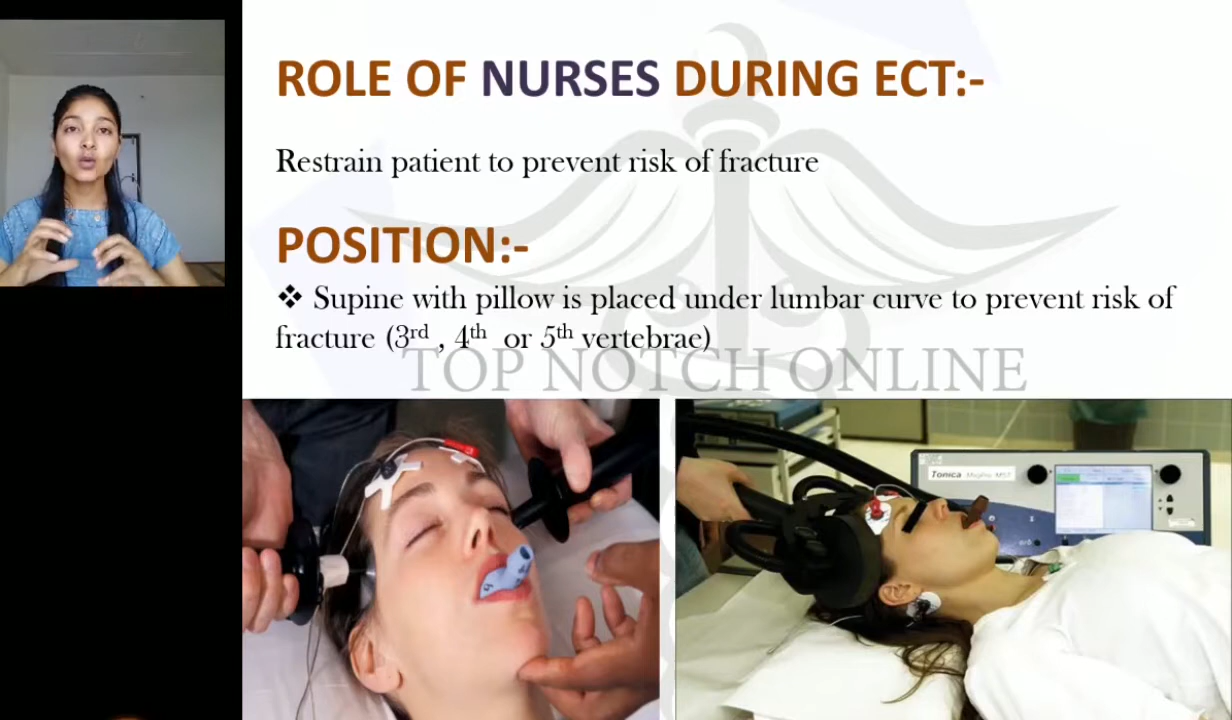 ROLE OF NURSES DURING ECT:-
Restrain patient to prevent risk of fracture
POSITION:-
❖ Supine with pillow is placed under lumbar curve to prevent risk of
fracture (3rd , 4th or 5th vertebrae)
TOP NOTCH ONLINE
Tonica